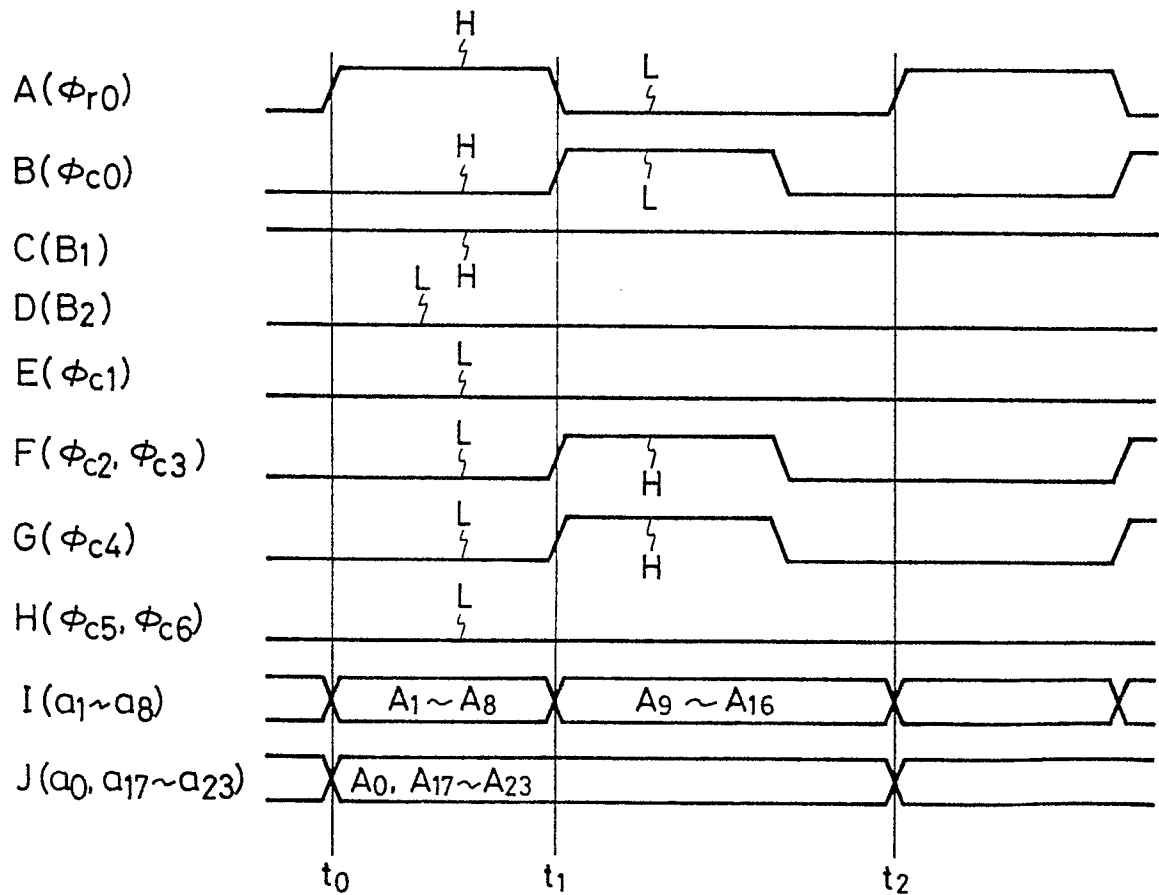 H
A(ϕr0) L
H
B(ϕc0) L
C(B1) H
L
D(B2)
L
E(ϕc1)
L
F(ϕc2, ϕc3) H
L
G(ϕc4) H
L
H(ϕc5, ϕc6)
I(a1~a8) A1~A8 A9~A16
J(a0, a17~a23) A0, A17~A23
t0 t1 t2